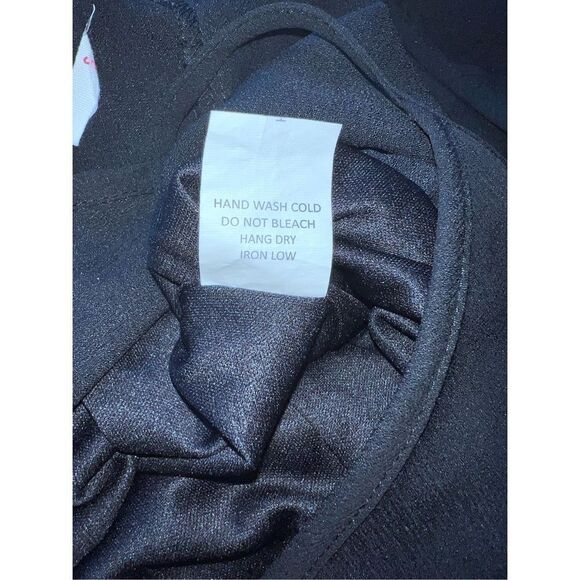 HAND WASH COLD
DO NOT BLEACH
HANG DRY
IRON LOW